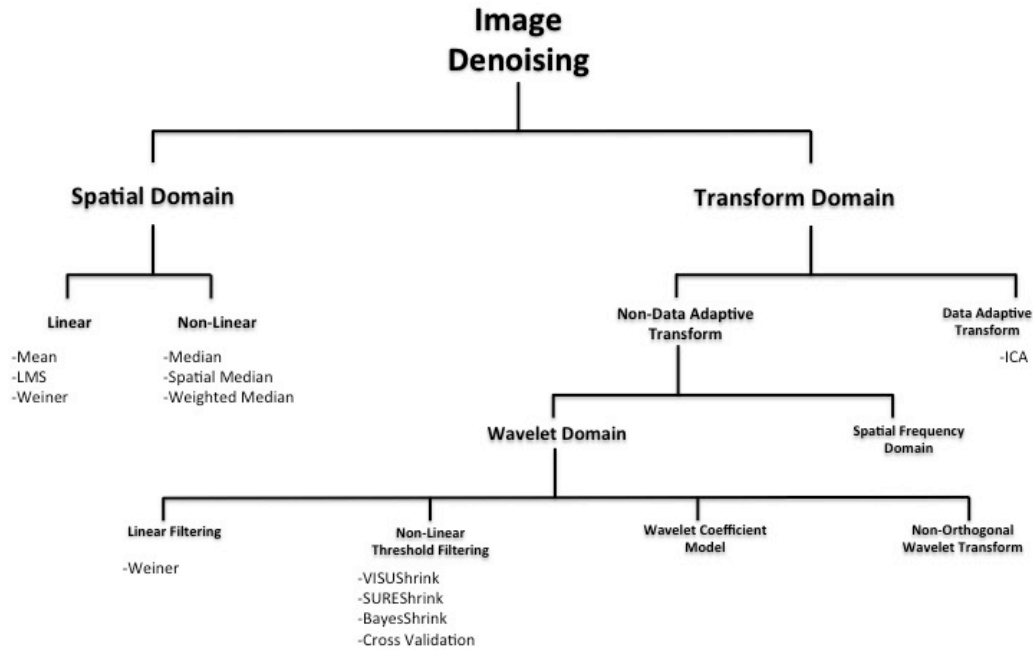 Image
Denoising
Spatial Domain
Transform Domain
Linear
-Mean
-LMS
-Weiner
Non-Linear
-Median
-Spatial Median
-Weighted Median
Non-Data Adaptive
Transform
Data Adaptive
Transform
-ICA
Wavelet Domain
Spatial Frequency
Domain
Linear Filtering
-Weiner
Non-Linear
Threshold Filtering
-VISUShrink
-SUREShrink
-BayesShrink
-Cross Validation
Wavelet Coefficient
Model
Non-Orthogonal
Wavelet Transform